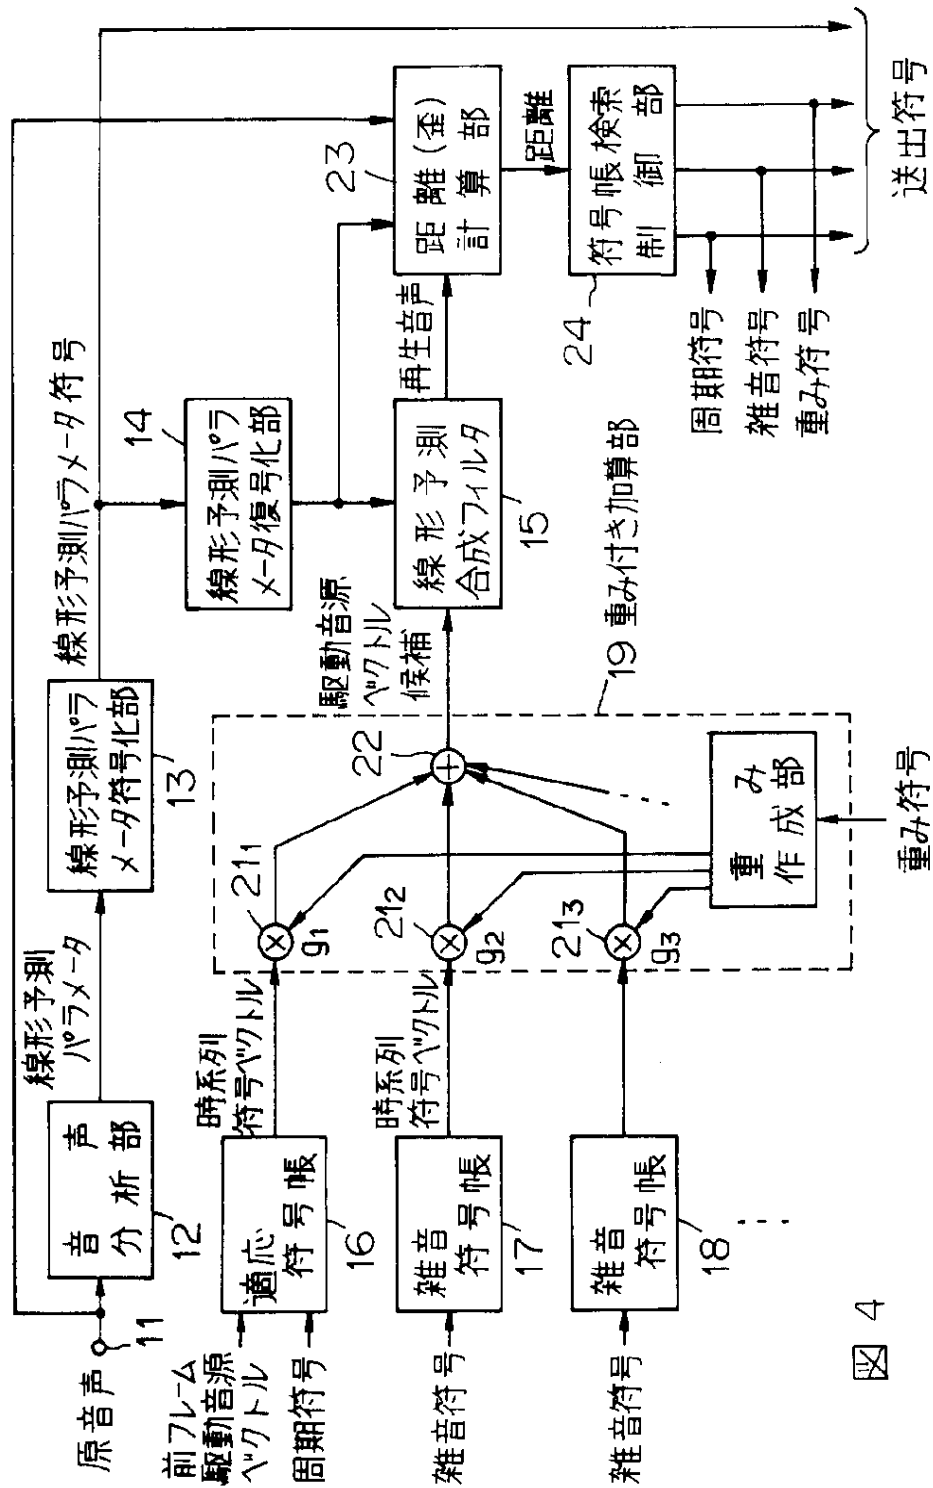 原音声
11
音声
分析部
12
線形予測
パラメータ
線形予測パラ
メータ符号化部
13
線形予測パラメータ符号
14
線形予測パラ
メータ復号化部
前フレーム
駆動音源
ベクトル
周期符号
適応
符号帳
16
時系列
符号ベクトル
雑音符号
雑音
符号帳
17
時系列
符号ベクトル
雑音符号
雑音
符号帳
18
211
g1
212
g2
213
g3
22
重み
作成部
重み符号
19 重み付き加算部
駆動音源
ベクトル
候補
線形予測
合成フィルタ
15
再生音声
23
距離(歪)
計算部
距離
符号帳検索
制御部
24
周期符号
雑音符号
重み符号
送出符号
図 4